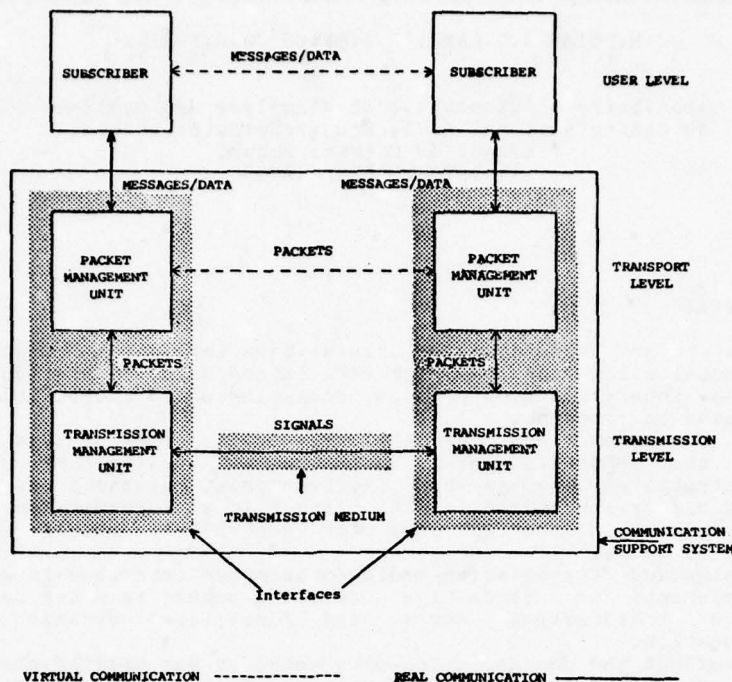 MESSAGES/DATA
SUBSCRIBER
SUBSCRIBER
USER LEVEL
MESSAGES/DATA
MESSAGES/DATA
PACKET
MANAGEMENT
UNIT
PACKETS
PACKET
MANAGEMENT
UNIT
TRANSPORT
LEVEL
PACKETS
PACKETS
SIGNALS
TRANSMISSION
MANAGEMENT
UNIT
TRANSMISSION
MANAGEMENT
UNIT
TRANSMISSION
LEVEL
TRANSMISSION MEDIUM
COMMUNICATION
SUPPORT SYSTEM
Interfaces
VIRTUAL COMMUNICATION
REAL COMMUNICATION